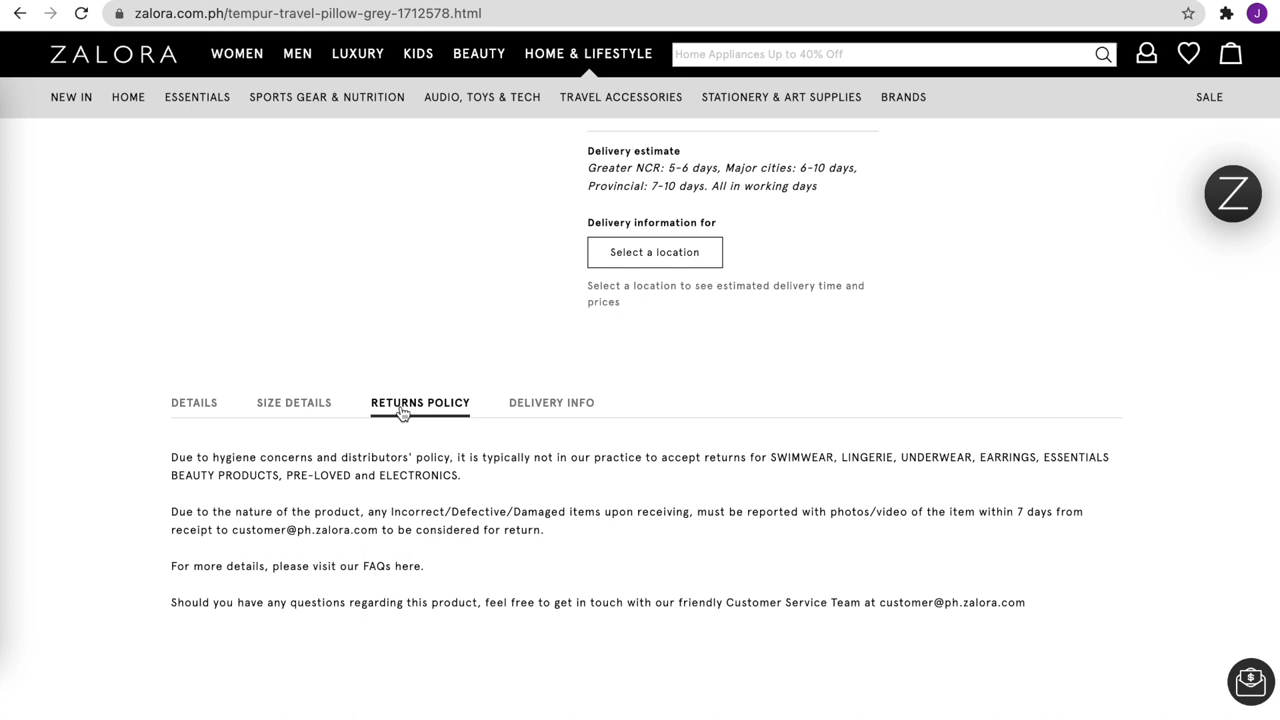 zalora.com.ph/tempur-travel-pillow-grey-1712578.html
J
ZALORA WOMEN MEN LUXURY KIDS BEAUTY HOME & LIFESTYLE Home Appliances Up to 40% Off
NEW IN HOME ESSENTIALS SPORTS GEAR & NUTRITION AUDIO, TOYS & TECH TRAVEL ACCESSORIES STATIONERY & ART SUPPLIES BRANDS SALE
Delivery estimate
Greater NCR: 5-6 days, Major cities: 6-10 days,
Provincial: 7-10 days. All in working days
Z
Delivery information for
Select a location
Select a location to see estimated delivery time and
prices
DETAILS SIZE DETAILS RETURNS POLICY DELIVERY INFO
Due to hygiene concerns and distributors' policy, it is typically not in our practice to accept returns for SWIMWEAR, LINGERIE, UNDERWEAR, EARRINGS, ESSENTIALS
BEAUTY PRODUCTS, PRE-LOVED and ELECTRONICS.
Due to the nature of the product, any Incorrect/Defective/Damaged items upon receiving, must be reported with photos/video of the item within 7 days from
receipt to customer@ph.zalora.com to be considered for return.
For more details, please visit our FAQs here.
Should you have any questions regarding this product, feel free to get in touch with our friendly Customer Service Team at customer@ph.zalora.com
$